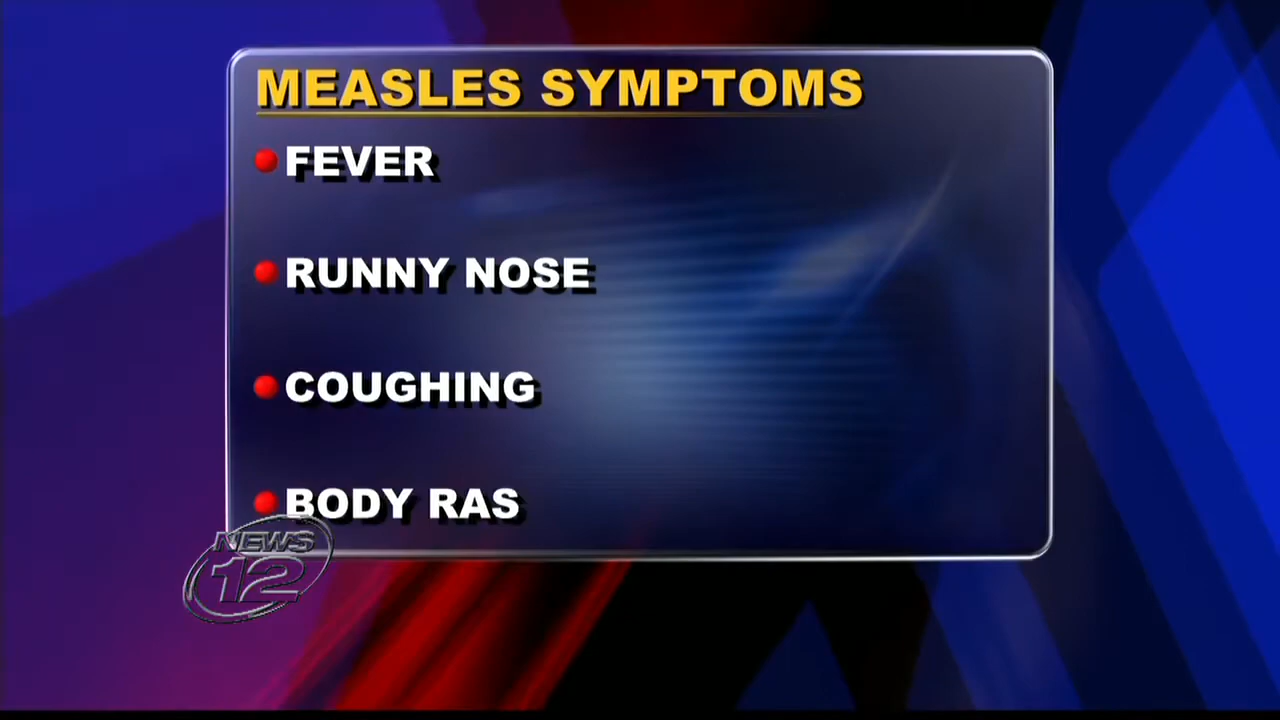 MEASLES SYMPTOMS
FEVER
RUNNY NOSE
COUGHING
BODY RAS
NEWS
12